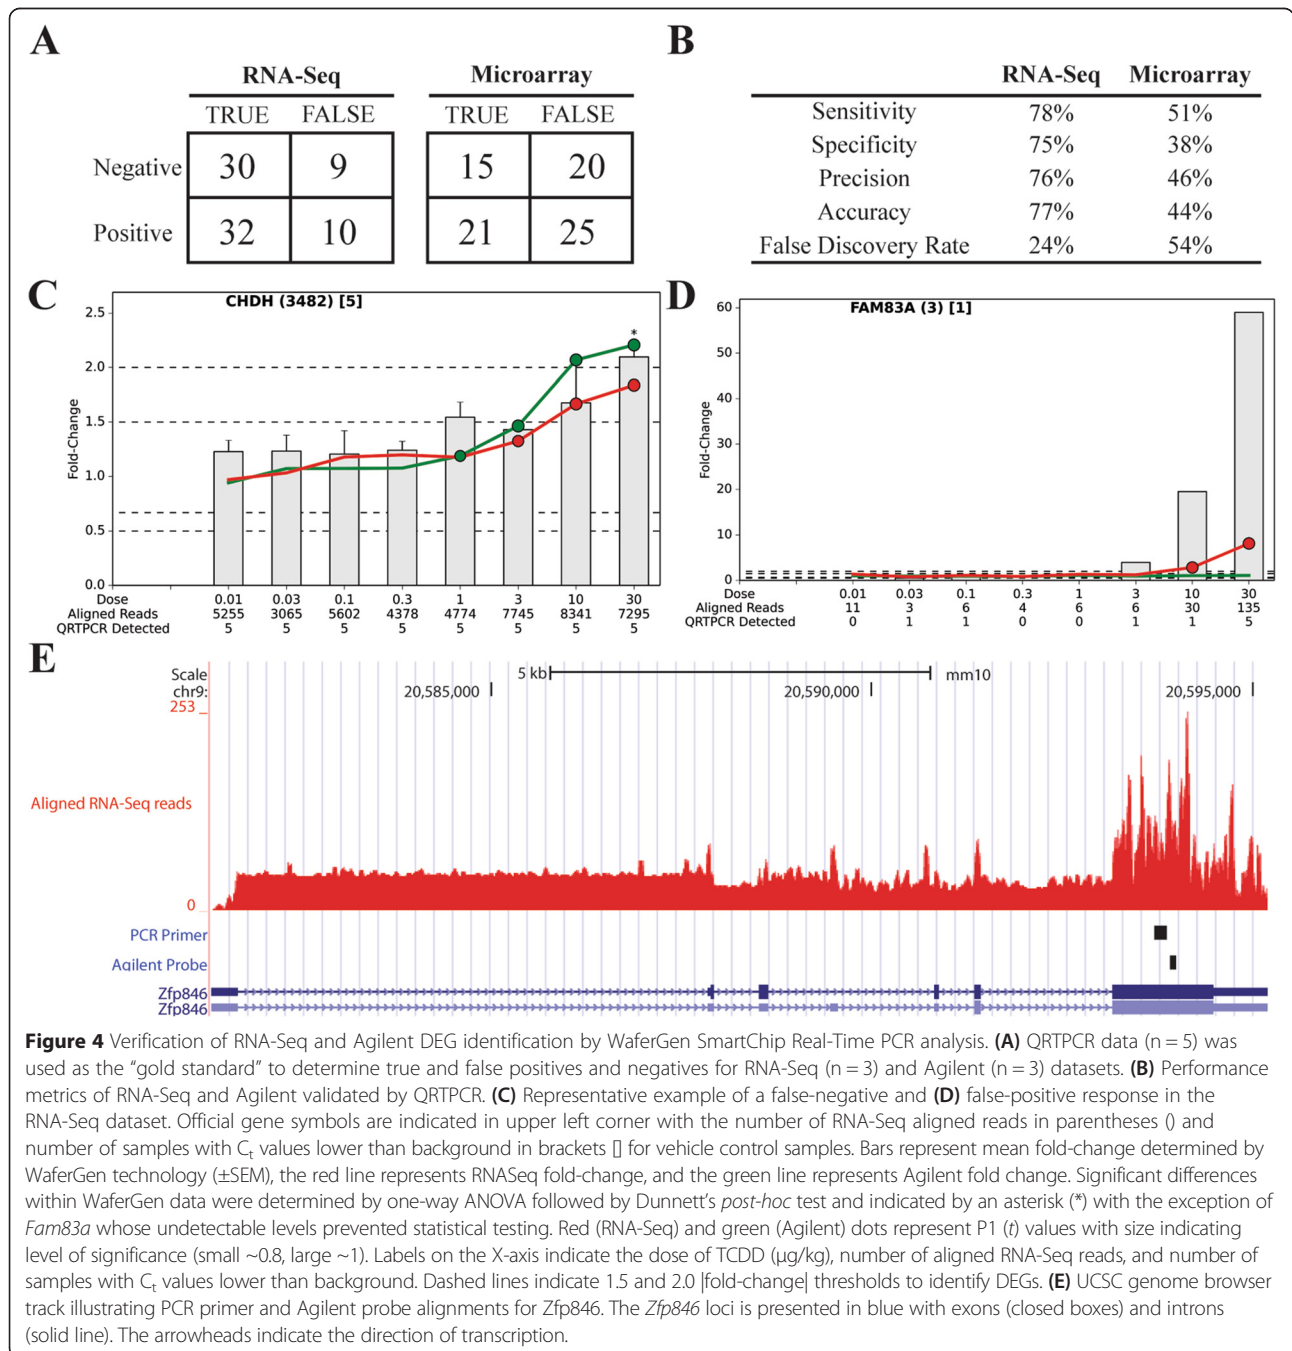 A
RNA-Seq Microarray
TRUE FALSE TRUE FALSE
Negative 30 9 15 20
Positive 32 10 21 25
B
RNA-Seq Microarray
Sensitivity 78% 51%
Specificity 75% 38%
Precision 76% 46%
Accuracy 77% 44%
False Discovery Rate 24% 54%
C
CHDH (3482) [5]
Fold-Change
2.5
2.0
1.5
1.0
0.5
0.0
*
Dose 0.01 0.03 0.1 0.3 1 3 10 30
Aligned Reads 5255 3065 5602 4378 4774 7745 8341 7295
QRTPCR Detected 5 5 5 5 5 5 5 5
D
FAM83A (3) [1]
Fold-Change
60
50
40
30
20
10
0
Dose 0.01 0.03 0.1 0.3 1 3 10 30
Aligned Reads 11 3 6 4 6 6 30 135
QRTPCR Detected 0 1 1 0 0 1 1 5
E
Scale 5 kb mm10
chr9: 20,585,000 20,590,000 20,595,000
253
Aligned RNA-Seq reads
0
PCR Primer
Agilent Probe
Zfp846
Zfp846
Figure 4 Verification of RNA-Seq and Agilent DEG identification by WaferGen SmartChip Real-Time PCR analysis. (A) QRTPCR data (n = 5) was
used as the “gold standard” to determine true and false positives and negatives for RNA-Seq (n = 3) and Agilent (n = 3) datasets. (B) Performance
metrics of RNA-Seq and Agilent validated by QRTPCR. (C) Representative example of a false-negative and (D) false-positive response in the
RNA-Seq dataset. Official gene symbols are indicated in upper left corner with the number of RNA-Seq aligned reads in parentheses () and
number of samples with Ct values lower than background in brackets [] for vehicle control samples. Bars represent mean fold-change determined by
WaferGen technology (±SEM), the red line represents RNASeq fold-change, and the green line represents Agilent fold change. Significant differences
within WaferGen data were determined by one-way ANOVA followed by Dunnett’s post-hoc test and indicated by an asterisk (*) with the exception of
Fam83a whose undetectable levels prevented statistical testing. Red (RNA-Seq) and green (Agilent) dots represent P1 (t) values with size indicating
level of significance (small ~0.8, large ~1). Labels on the X-axis indicate the dose of TCDD (μg/kg), number of aligned RNA-Seq reads, and number of
samples with Ct values lower than background. Dashed lines indicate 1.5 and 2.0 |fold-change| thresholds to identify DEGs. (E) UCSC genome browser
track illustrating PCR primer and Agilent probe alignments for Zfp846. The Zfp846 loci is presented in blue with exons (closed boxes) and introns
(solid line). The arrowheads indicate the direction of transcription.